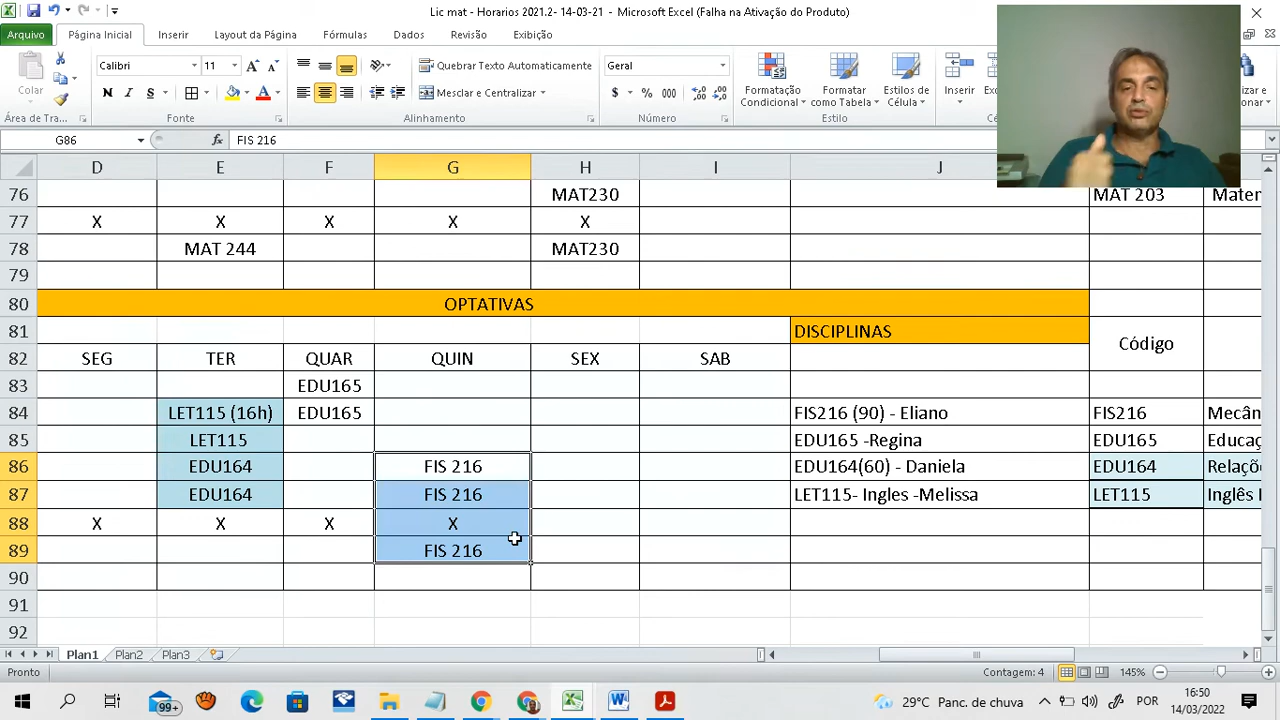 Lic mat - Horarios 2021.2- 14-03-21 - Microsoft Excel (Falha na Ativação do Produto)
Arquivo Página Inicial Inserir Layout da Página Fórmulas Dados Revisão Exibição
Calibri 11 Quebrar Texto Automaticamente Geral
Colar N I S Mesclar e Centralizar $ % 000 Formatação Condicional Formatar como Tabela Estilos de Célula Inserir
Área de Tra... Fonte Alinhamento Número Estilo
G86 fx FIS 216
D E F G H I J
76 MAT230 MAT 203
77 X X X X X
78 MAT 244 MAT230
79
80 OPTATIVAS
81 DISCIPLINAS
82 SEG TER QUAR QUIN SEX SAB Código
83 EDU165
84 LET115 (16h) EDU165 FIS216 (90) - Eliano FIS216
85 LET115 EDU165 -Regina EDU165
86 EDU164 FIS 216 EDU164(60) - Daniela EDU164
87 EDU164 FIS 216 LET115- Ingles -Melissa LET115
88 X X X X
89 FIS 216
90
91
92
Plan1 Plan2 Plan3
Pronto Contagem: 4 145%
99+ 29°C Panc. de chuva POR 16:50
14/03/2022